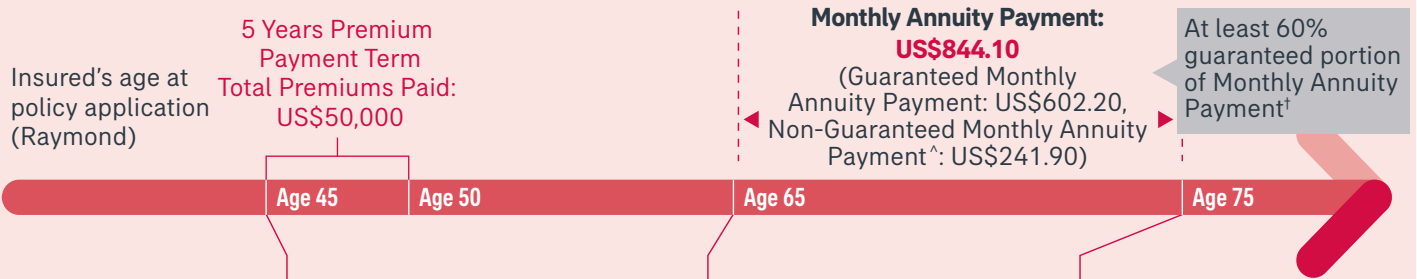 Insured's age at
policy application
(Raymond)
5 Years Premium
Payment Term
Total Premiums Paid:
US$50,000
Monthly Annuity Payment:
US$844.10
(Guaranteed Monthly
Annuity Payment: US$602.20,
Non-Guaranteed Monthly Annuity
Payment^: US$241.90)
At least 60%
guaranteed portion
of Monthly Annuity
Payment†
Age 45
Age 50
Age 65
Age 75